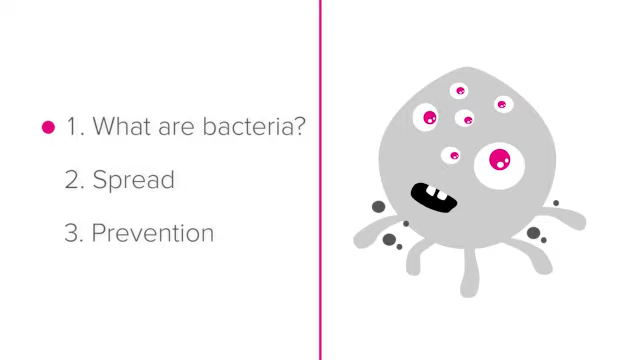 1. What are bacteria?
2. Spread
3. Prevention